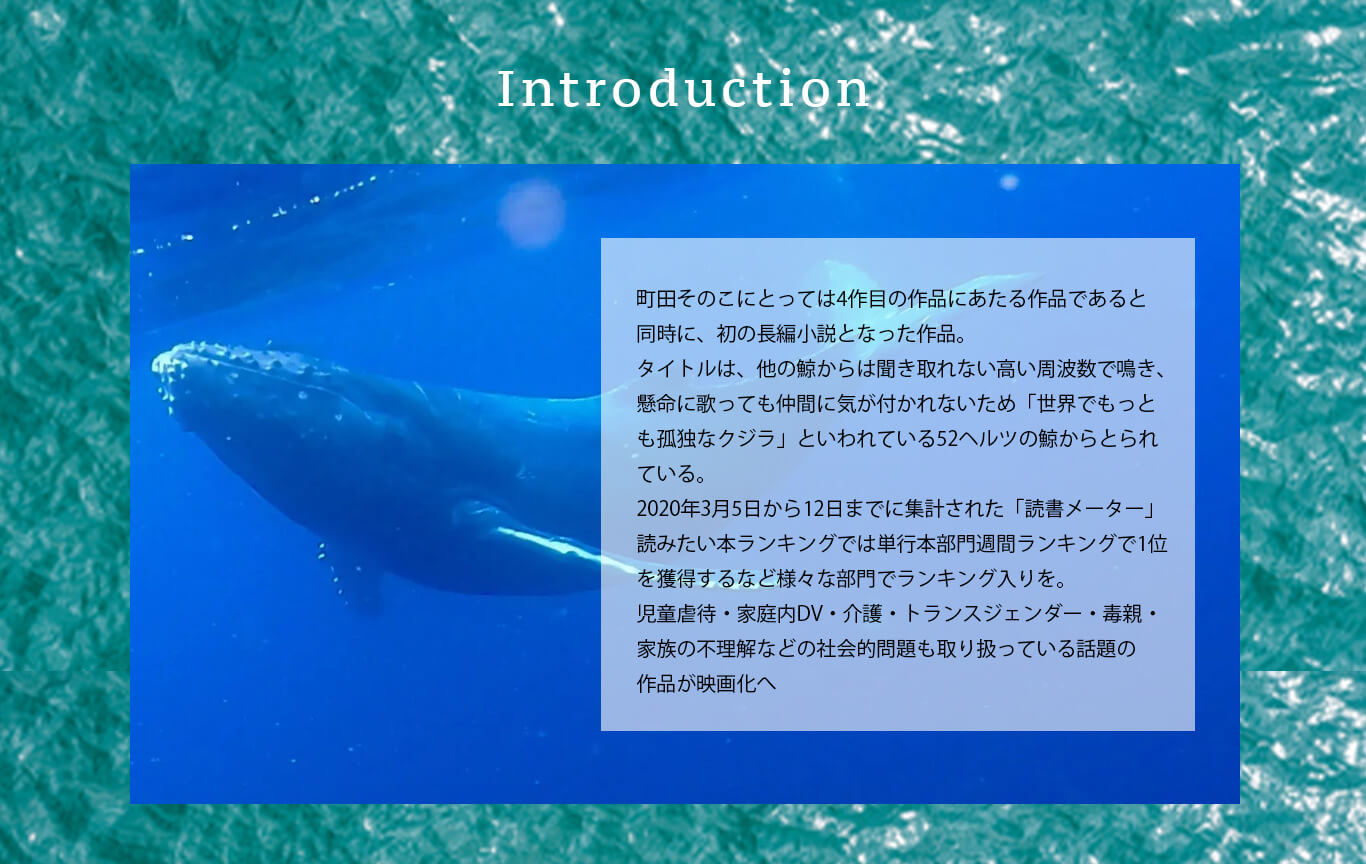 Introduction
町田そのこにとっては4作目の作品にあたる作品であると
同時に、初の長編小説となった作品。
タイトルは、他の鯨からは聞き取れない高い周波数で鳴き、
懸命に歌っても仲間に気が付かれないため「世界でもっと
も孤独なクジラ」といわれている52ヘルツの鯨からとられ
ている。
2020年3月5日から12日までに集計された「読書メーター」
読みたい本ランキングでは単行本部門週間ランキングで1位
を獲得するなど様々な部門でランキング入りを。
児童虐待・家庭内DV・介護・トランスジェンダー・毒親・
家族の不理解などの社会的問題も取り扱っている話題の
作品が映画化へ